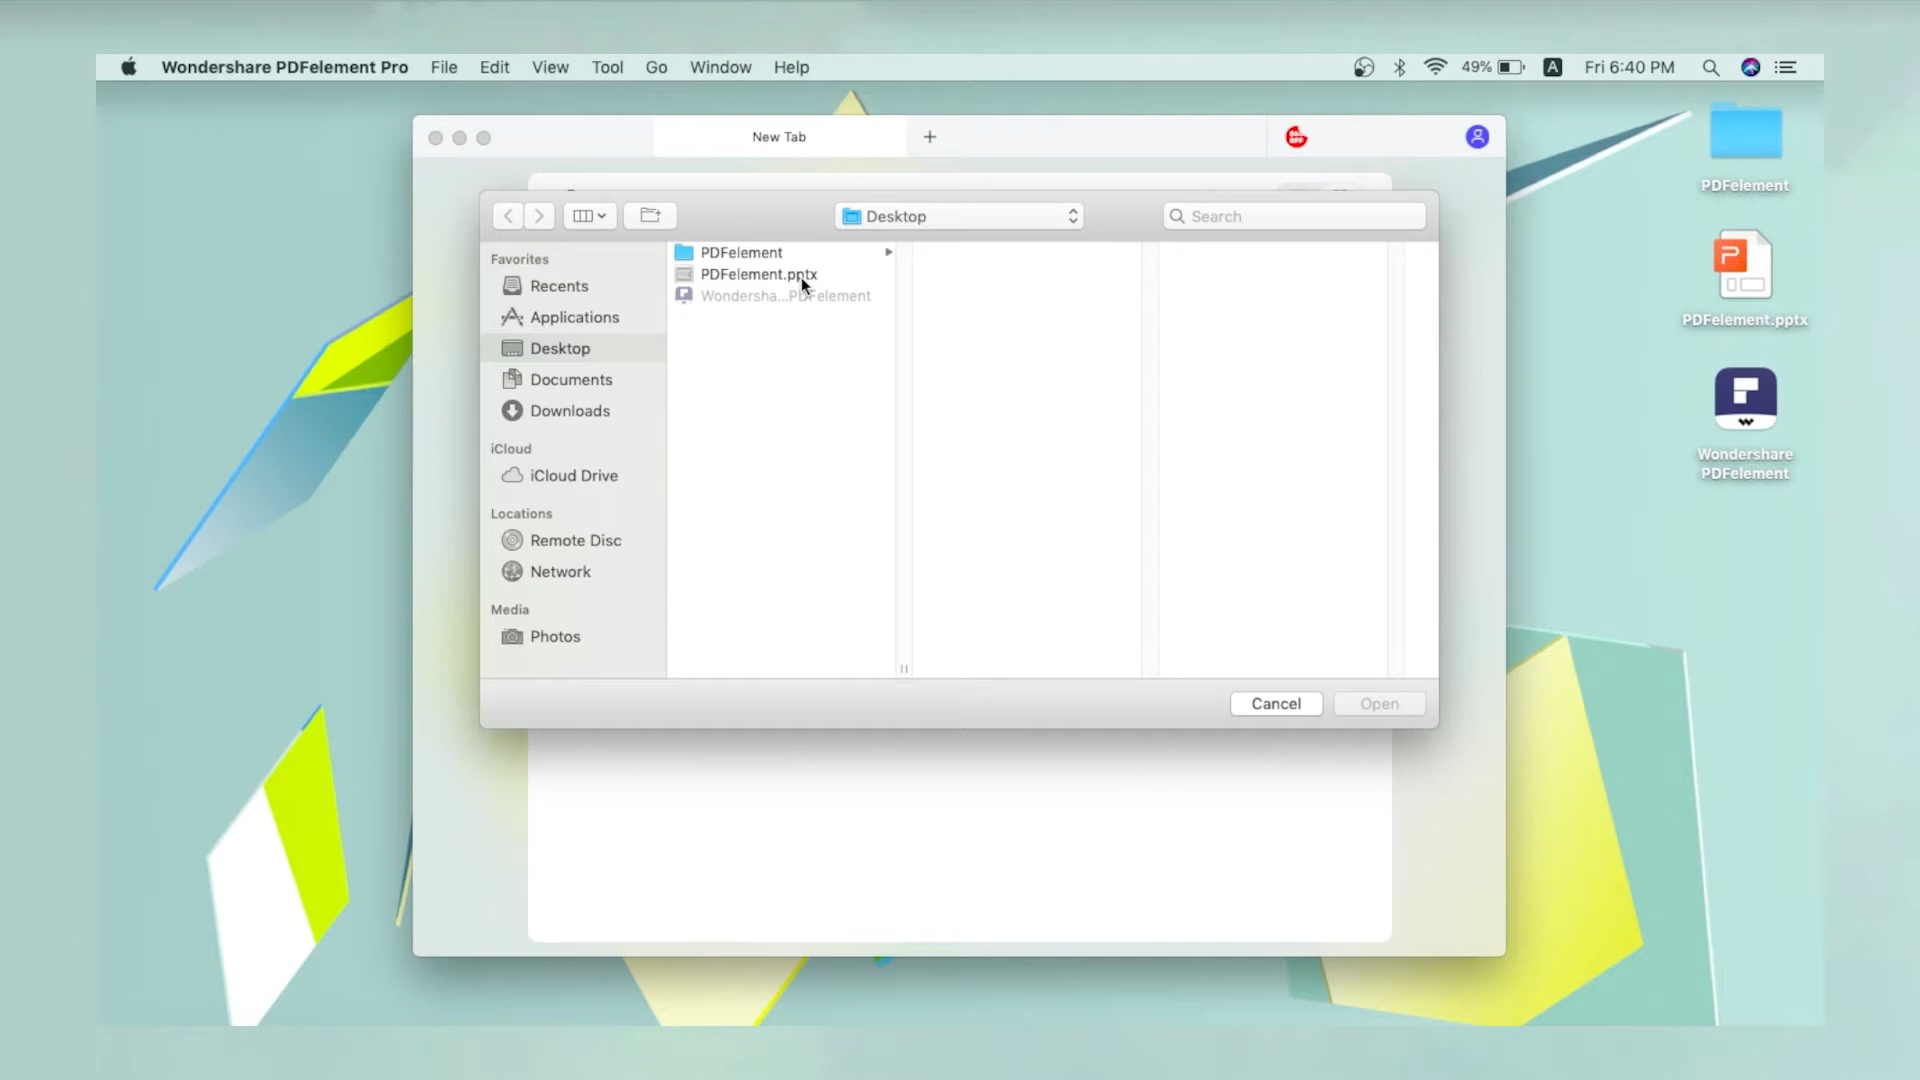 Wondershare PDFelement Pro File Edit View Tool Go Window Help 49% A Fri 6:40 PM
New Tab
Desktop
Search
Favorites
Recents
Applications
Desktop
Documents
Downloads
iCloud
iCloud Drive
Locations
Remote Disc
Network
Media
Photos
PDFelement
PDFelement.pptx
Wondersha...PDFelement
Cancel
Open
PDFelement
P
PDFelement.pptx
Wondershare
PDFelement